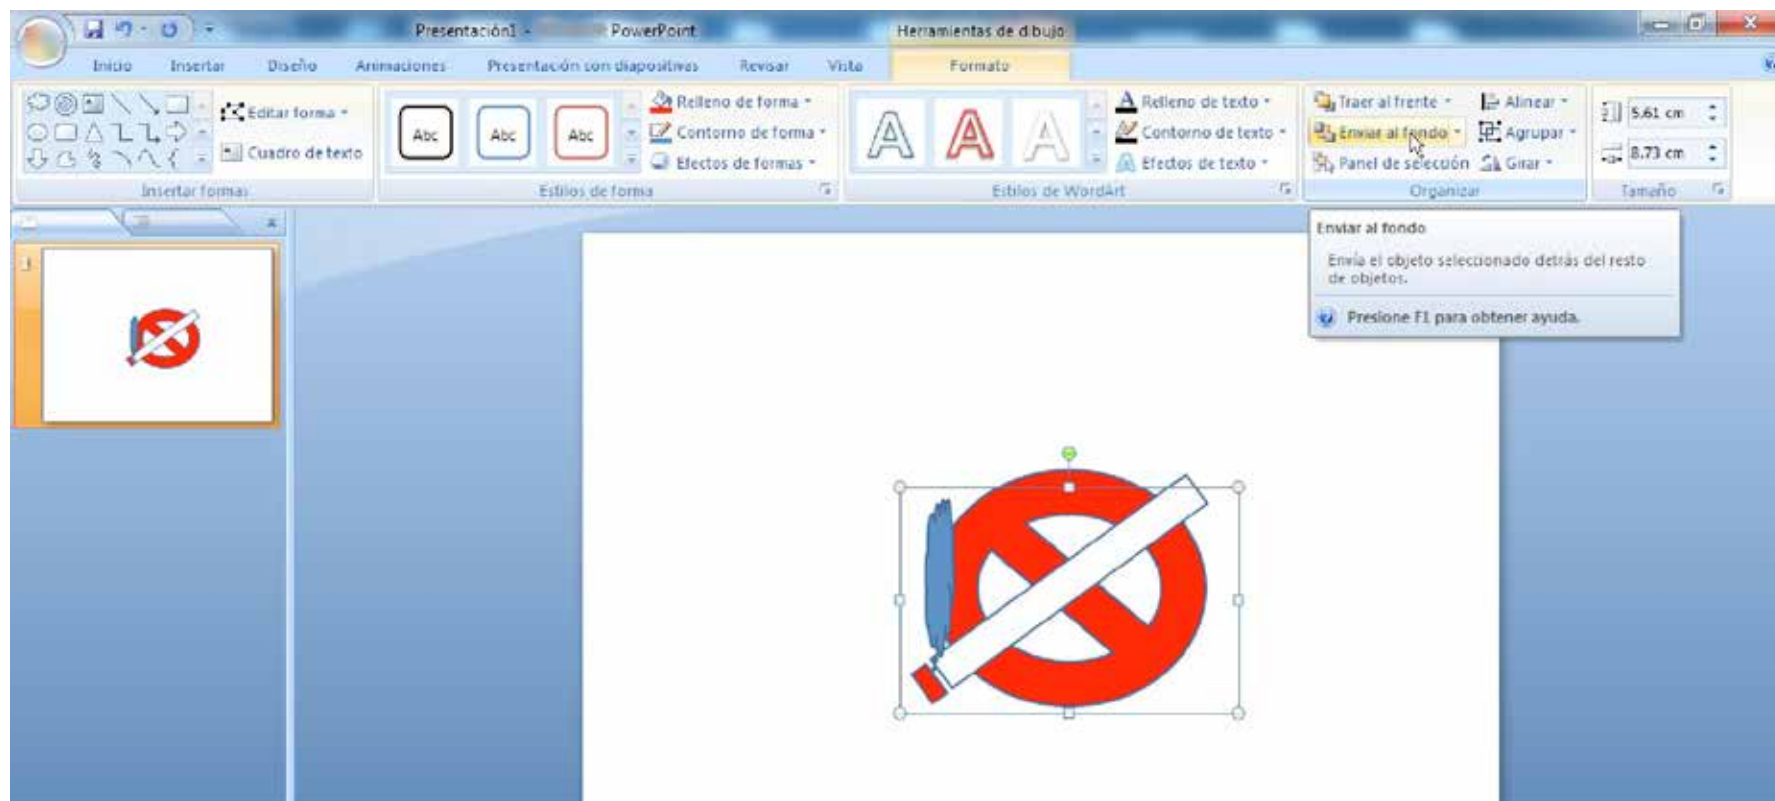 Presentación1 - PowerPoint
Herramientas de dibujo
Inicio Insertar Diseño Animaciones Presentación con diapositivas Revisar Vista Formato
Editar forma
Cuadro de texto
Insertar formas
Abc Abc Abc
Relleno de forma
Contorno de forma
Efectos de formas
Estilos de forma
A A A
Relleno de texto
Contorno de texto
Efectos de texto
Estilos de WordArt
Traer al frente
Enviar al fondo
Panel de selección
Alinear
Agrupar
Girar
Organizar
5.61 cm
8.73 cm
Tamaño
Enviar al fondo
Envía el objeto seleccionado detrás del resto
de objetos.
Presione F1 para obtener ayuda.